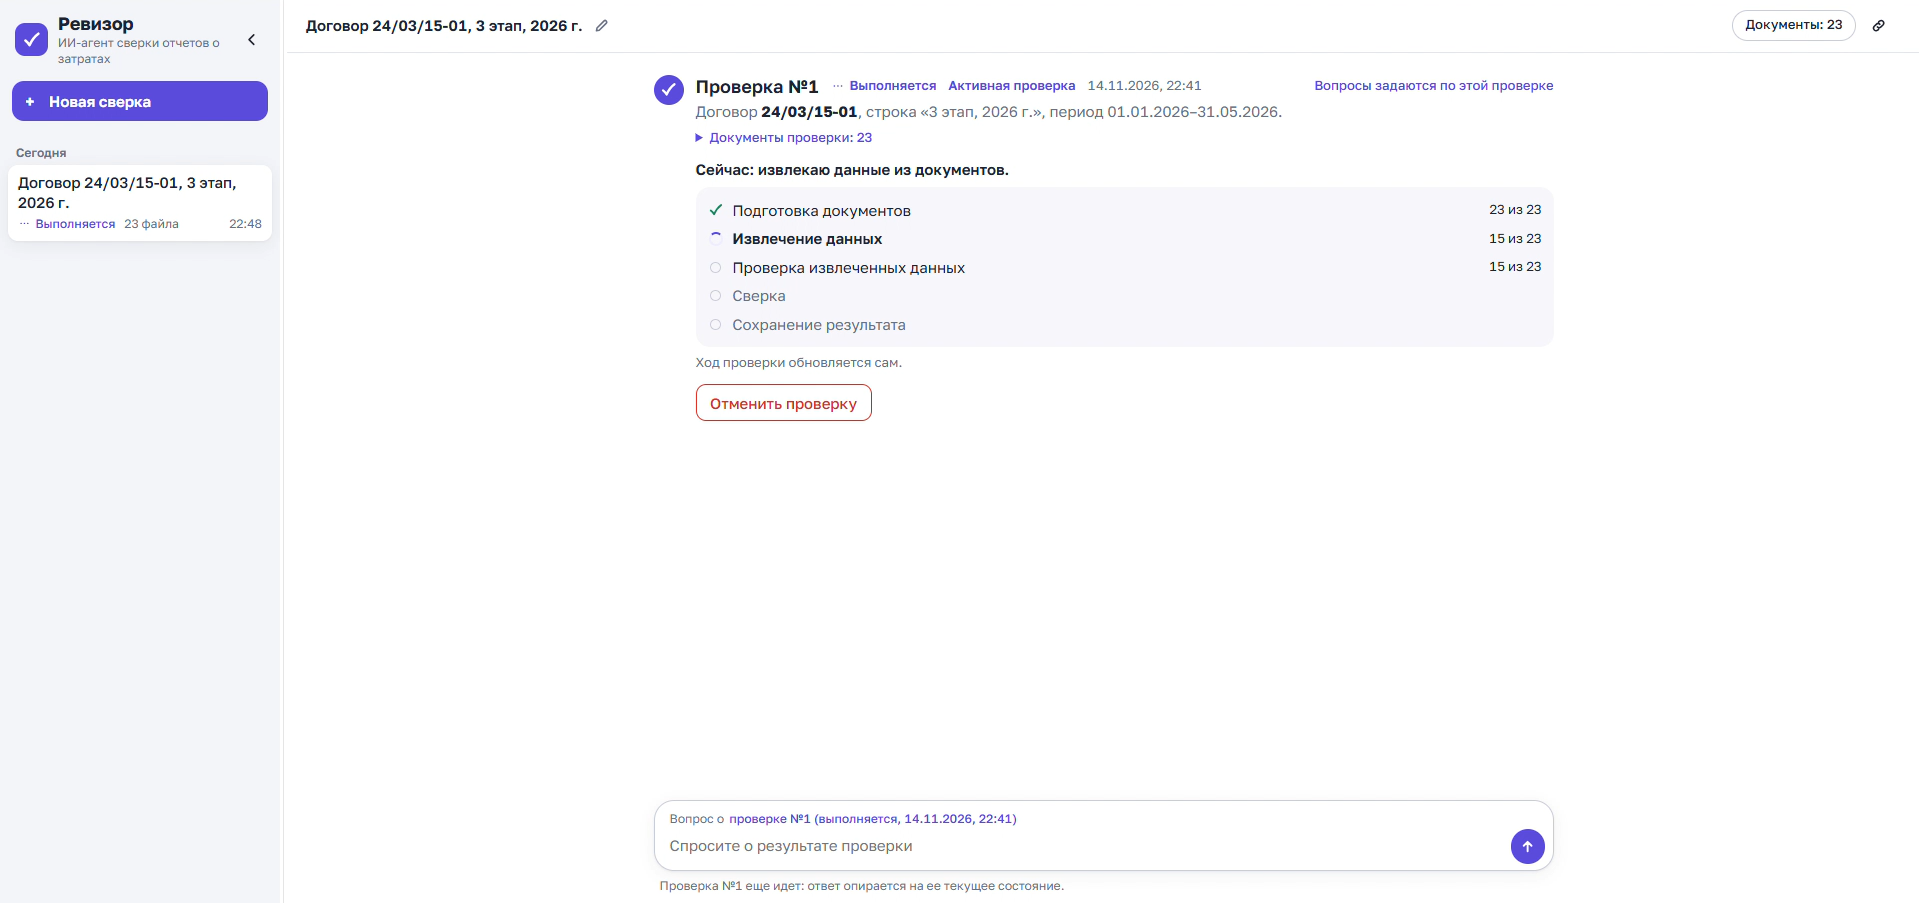 Ревизор
ИИ-агент сверки отчетов о
затратах
+ Новая сверка
Сегодня
Договор 24/03/15-01, 3 этап,
2026 г.
··· Выполняется 23 файла 22:48
Договор 24/03/15-01, 3 этап, 2026 г.
Документы: 23
Проверка №1 ··· Выполняется Активная проверка 14.11.2026, 22:41 Вопросы задаются по этой проверке
Договор 24/03/15-01, строка «3 этап, 2026 г.», период 01.01.2026–31.05.2026.
Документы проверки: 23
Сейчас: извлекаю данные из документов.
Подготовка документов 23 из 23
Извлечение данных 15 из 23
Проверка извлеченных данных 15 из 23
Сверка
Сохранение результата
Ход проверки обновляется сам.
Отменить проверку
Вопрос о проверке №1 (выполняется, 14.11.2026, 22:41)
Спросите о результате проверки
Проверка №1 еще идет: ответ опирается на ее текущее состояние.